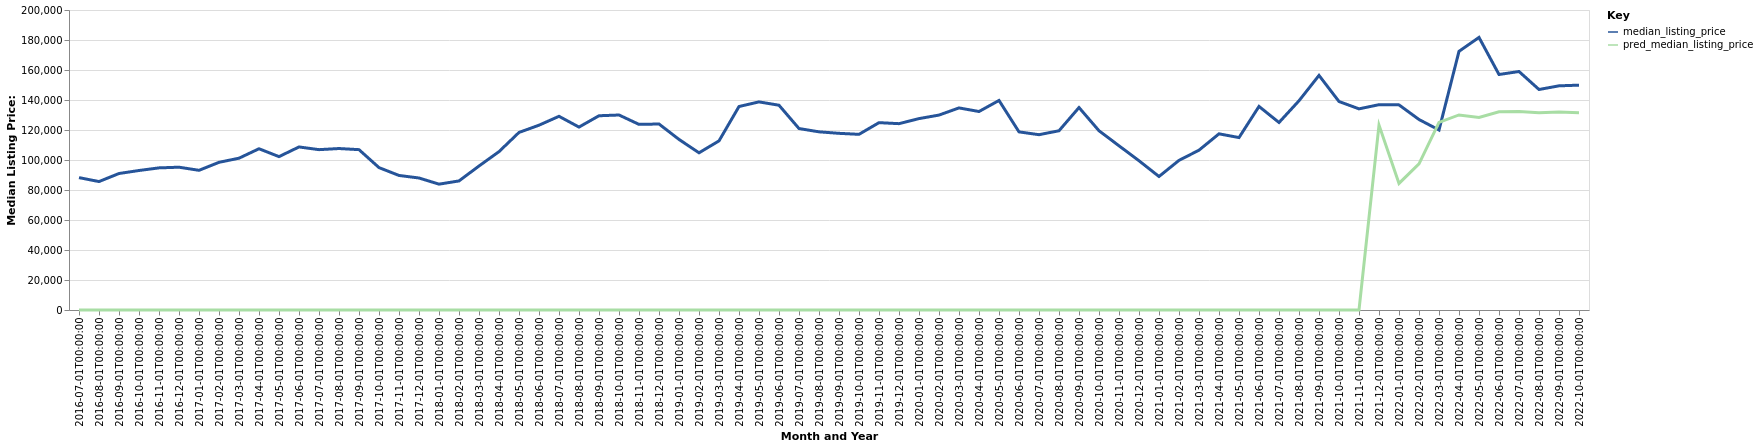 200,000
180,000
160,000
140,000
120,000
100,000
80,000
60,000
40,000
20,000
0
Median Listing Price:
2016-07-01T00:00:00
2016-08-01T00:00:00
2016-09-01T00:00:00
2016-10-01T00:00:00
2016-11-01T00:00:00
2016-12-01T00:00:00
2017-01-01T00:00:00
2017-02-01T00:00:00
2017-03-01T00:00:00
2017-04-01T00:00:00
2017-05-01T00:00:00
2017-06-01T00:00:00
2017-07-01T00:00:00
2017-08-01T00:00:00
2017-09-01T00:00:00
2017-10-01T00:00:00
2017-11-01T00:00:00
2017-12-01T00:00:00
2018-01-01T00:00:00
2018-02-01T00:00:00
2018-03-01T00:00:00
2018-04-01T00:00:00
2018-05-01T00:00:00
2018-06-01T00:00:00
2018-07-01T00:00:00
2018-08-01T00:00:00
2018-09-01T00:00:00
2018-10-01T00:00:00
2018-11-01T00:00:00
2018-12-01T00:00:00
2019-01-01T00:00:00
2019-02-01T00:00:00
2019-03-01T00:00:00
2019-04-01T00:00:00
2019-05-01T00:00:00
2019-06-01T00:00:00
2019-07-01T00:00:00
2019-08-01T00:00:00
2019-09-01T00:00:00
2019-10-01T00:00:00
2019-11-01T00:00:00
2019-12-01T00:00:00
2020-01-01T00:00:00
2020-02-01T00:00:00
2020-03-01T00:00:00
2020-04-01T00:00:00
2020-05-01T00:00:00
2020-06-01T00:00:00
2020-07-01T00:00:00
2020-08-01T00:00:00
2020-09-01T00:00:00
2020-10-01T00:00:00
2020-11-01T00:00:00
2020-12-01T00:00:00
2021-01-01T00:00:00
2021-02-01T00:00:00
2021-03-01T00:00:00
2021-04-01T00:00:00
2021-05-01T00:00:00
2021-06-01T00:00:00
2021-07-01T00:00:00
2021-08-01T00:00:00
2021-09-01T00:00:00
2021-10-01T00:00:00
2021-11-01T00:00:00
2021-12-01T00:00:00
2022-01-01T00:00:00
2022-02-01T00:00:00
2022-03-01T00:00:00
2022-04-01T00:00:00
2022-05-01T00:00:00
2022-06-01T00:00:00
2022-07-01T00:00:00
2022-08-01T00:00:00
2022-09-01T00:00:00
2022-10-01T00:00:00
Month and Year
Key
median_listing_price
pred_median_listing_price